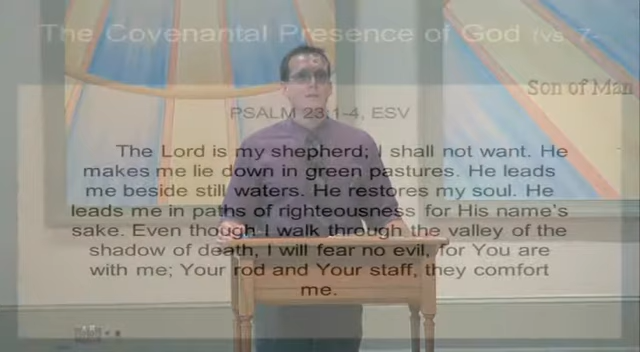 The Covenantal Presence of God (vs. 7-
8)
Son of Man
PSALM 23:1-4, ESV
The Lord is my shepherd; I shall not want. He
makes me lie down in green pastures. He leads
me beside still waters. He restores my soul. He
leads me in paths of righteousness for His name's
sake. Even though I walk through the valley of the
shadow of death, I will fear no evil, for You are
with me; Your rod and Your staff, they comfort
me.